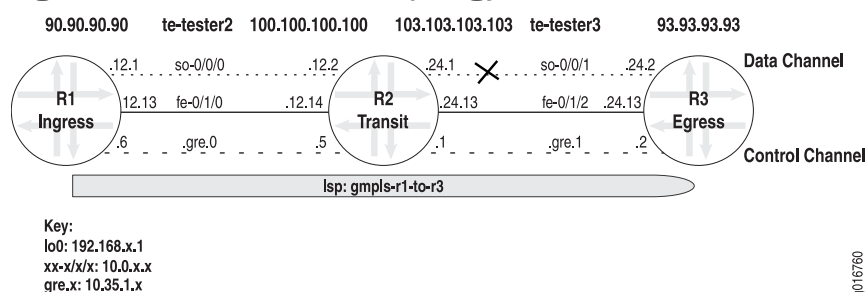 90.90.90.90 te-tester2 100.100.100.100 103.103.103.103 te-tester3 93.93.93.93
.12.1 so-0/0/0 .12.2 .24.1 so-0/0/1 .24.2 Data Channel
R1 Ingress .12.13 fe-0/1/0 .12.14 R2 Transit .24.13 fe-0/1/2 .24.13 R3 Egress
.6 .gre.0 .5 .1 .gre.1 .2 Control Channel
lsp: gmpls-r1-to-r3
Key:
lo0: 192.168.x.1
xx-x/x/x: 10.0.x.x
gre.x: 10.35.1.x